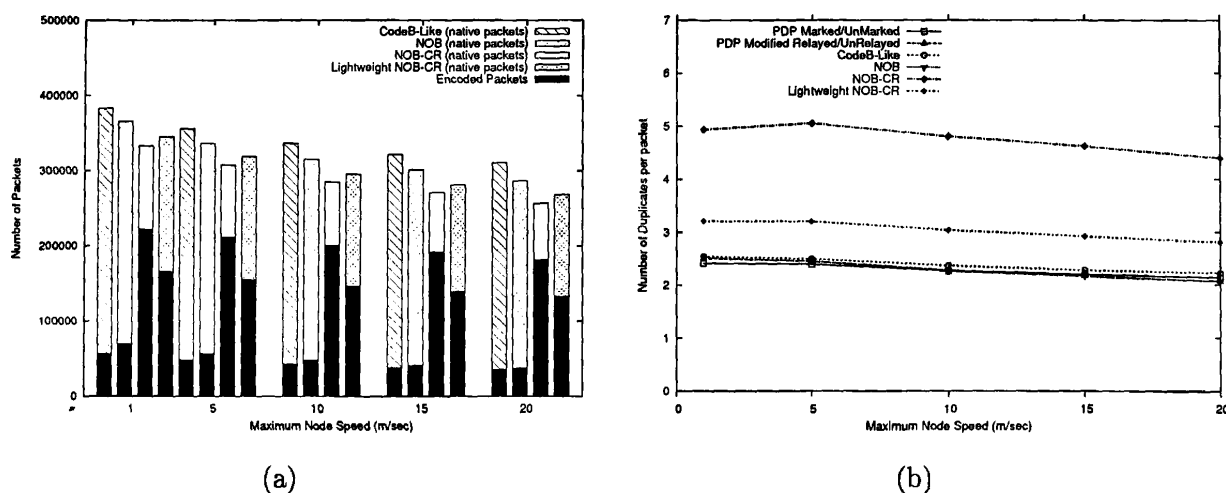 500000
400000
300000
200000
100000
0
Number of Packets
CodeB-Like (native packets)
NOB (native packets)
NOB-CR (native packets)
Lightweight NOB-CR (native packets)
Encoded Packets
1 5 10 15 20
Maximum Node Speed (m/sec)
(a)
7
6
5
4
3
2
1
0
Number of Duplicates per packet
PDP Marked/UnMarked
PDP Modified Relayed/UnRelayed
CodeB-Like
NOB
NOB-CR
Lightweight NOB-CR
0 5 10 15 20
Maximum Node Speed (m/sec)
(b)